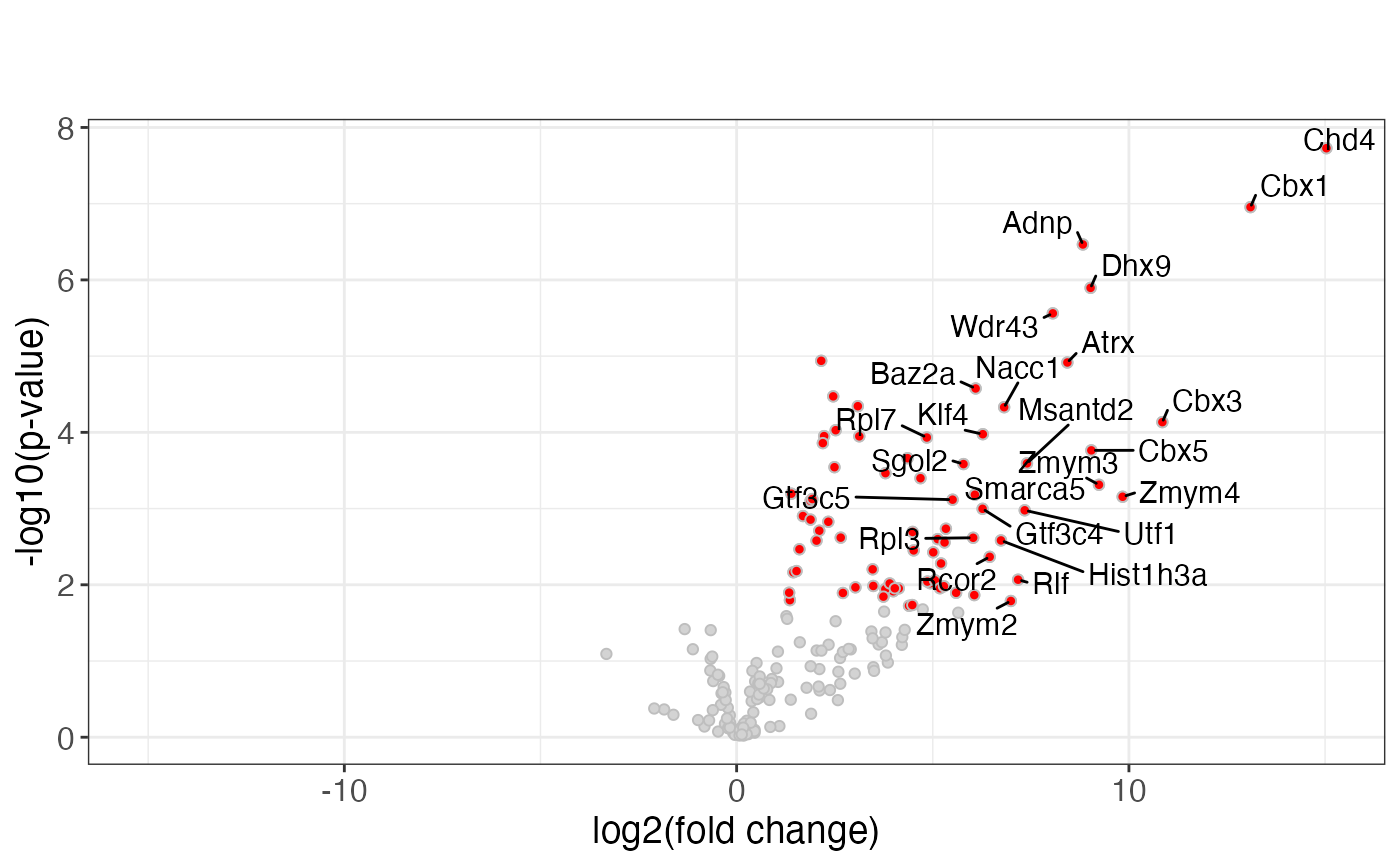 8
Chd4
Cbx1
Adnp
Dhx9
6
Wdr43
Atrx
Nacc1
Baz2a
Cbx3
Msantd2
Klf4
Rpl7
4
Cbx5
Sgol2
Zmym3
Smarca5
Zmym4
Gtf3c5
Gtf3c4
Utf1
Rpl3
Hist1h3a
Rcor2
Rlf
2
Zmym2
0
-log10(p-value)
-10
0
10
log2(fold change)